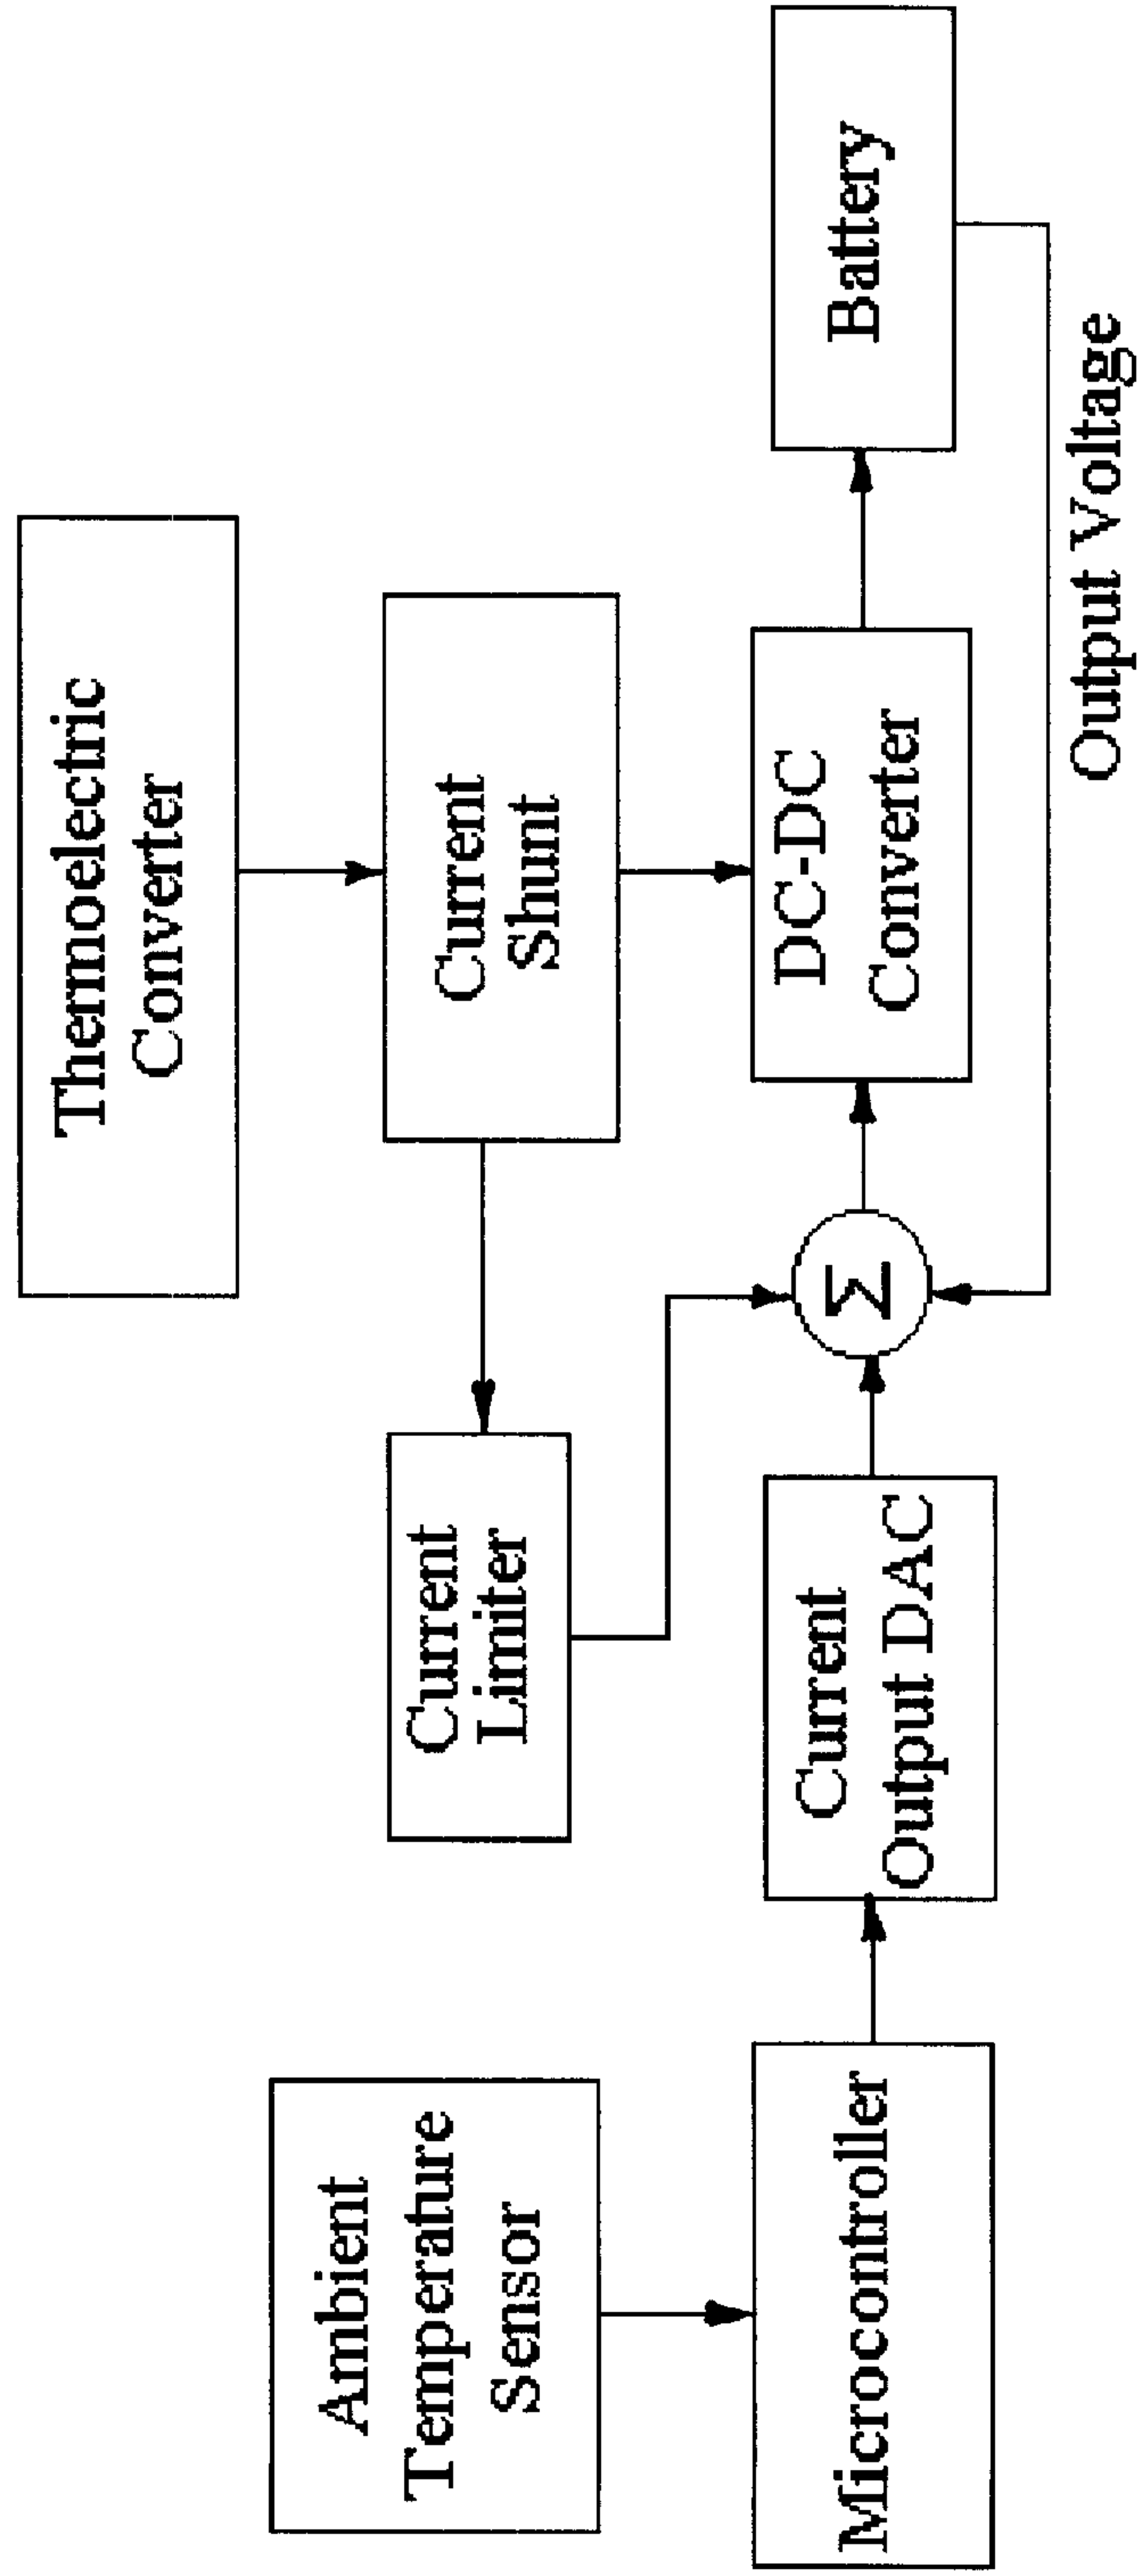 Thermoelectric
Converter
Current
Shunt
Current
Limiter
Ambient
Temperature
Sensor
Microcontroller
Current
Output DAC
Σ
DC-DC
Converter
Battery
Output Voltage